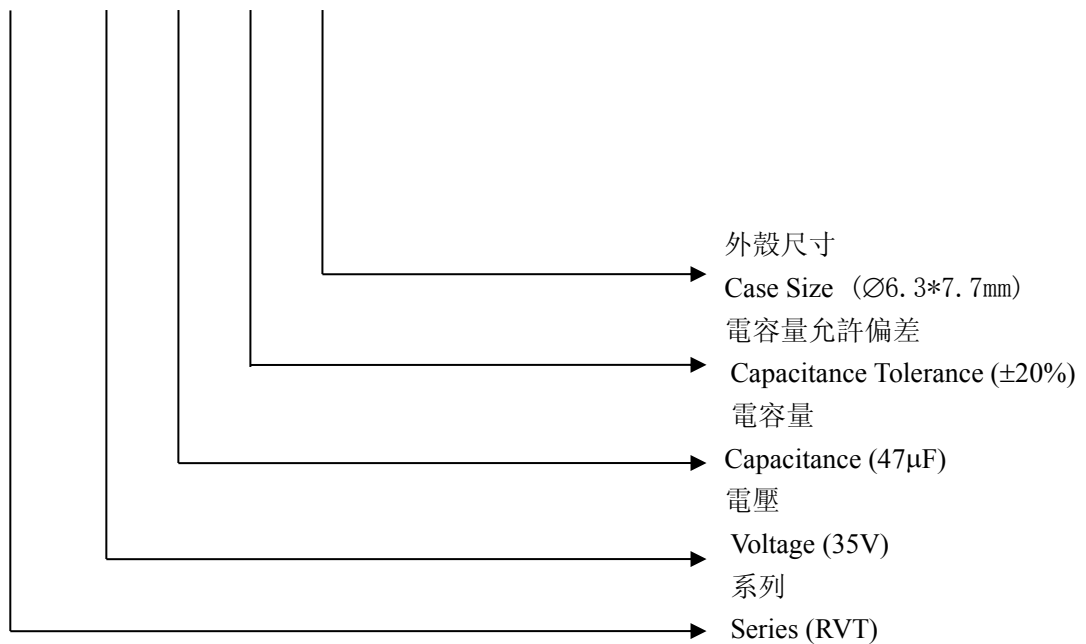 外殼尺寸
Case Size (∅6.3*7.7mm)
電容量允許偏差
Capacitance Tolerance (±20%)
電容量
Capacitance (47μF)
電壓
Voltage (35V)
系列
Series (RVT)